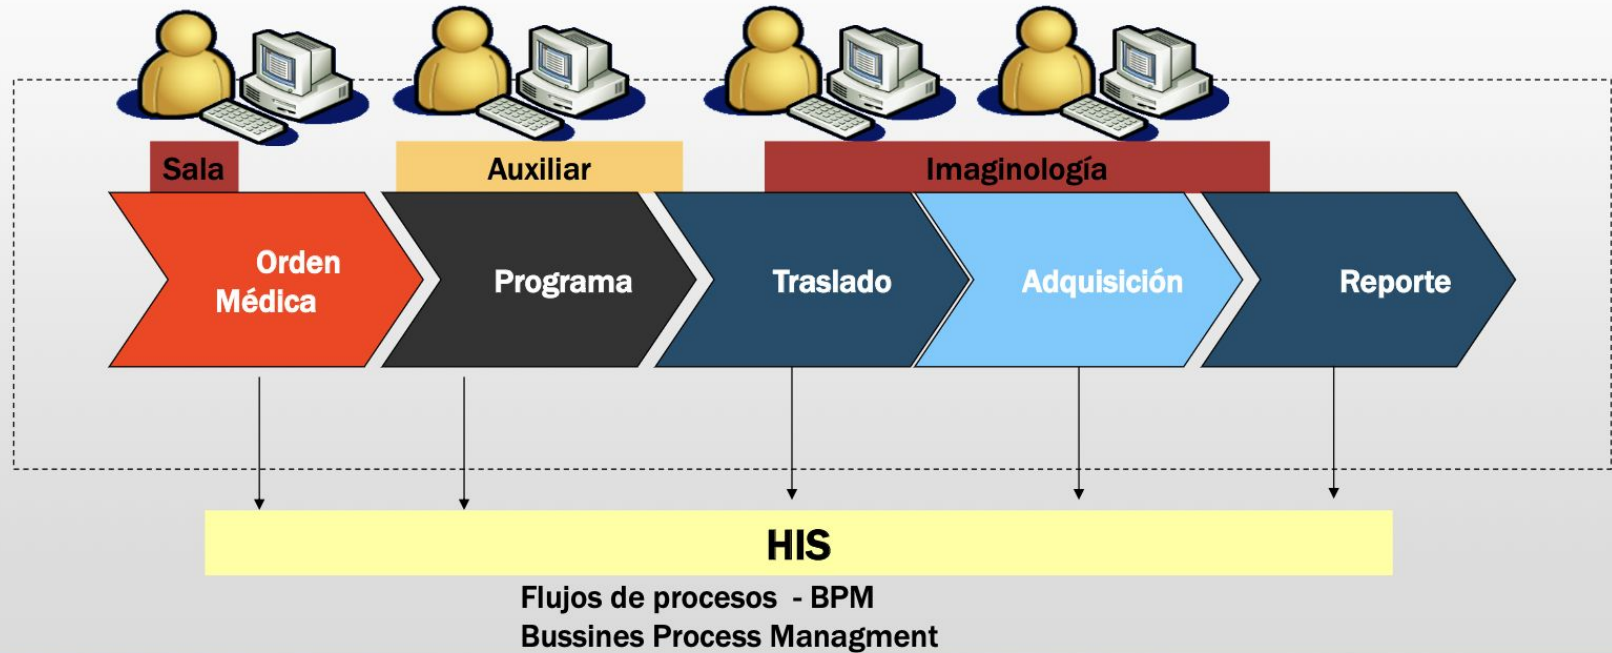 Sala
Auxiliar
Imaginología
Orden
Médica
Programa
Traslado
Adquisición
Reporte
HIS
Flujos de procesos - BPM
Bussines Process Managment